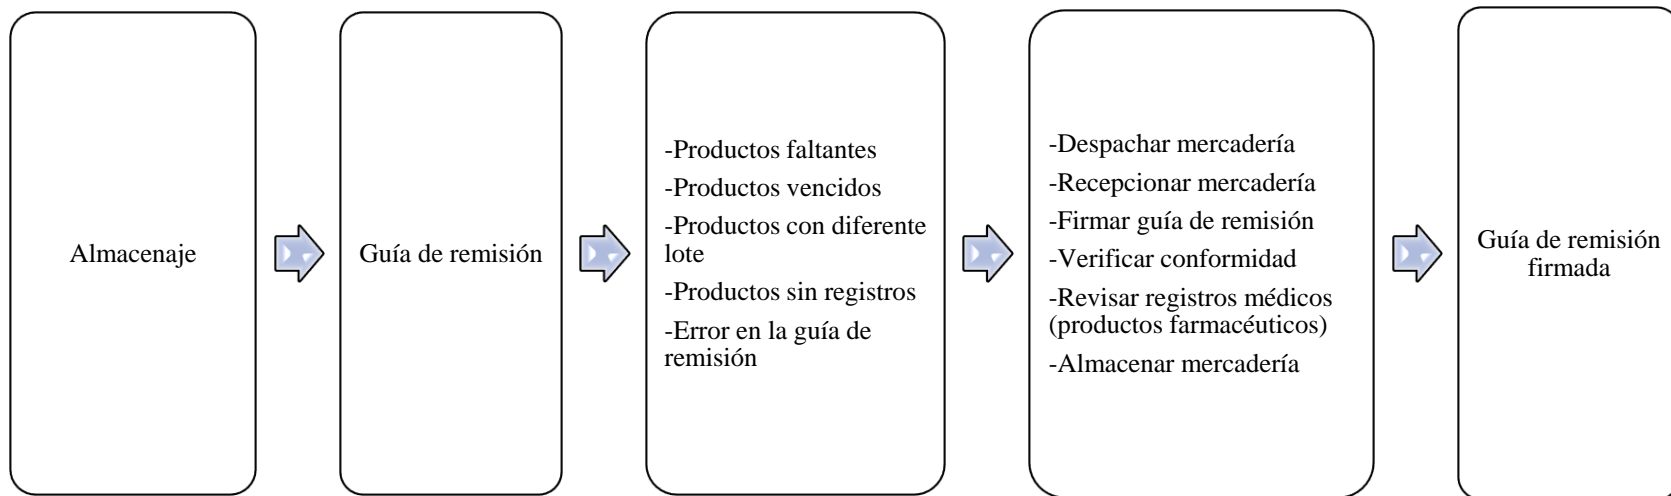 Almacenaje
Guía de remisión
-Productos faltantes
-Productos vencidos
-Productos con diferente
lote
-Productos sin registros
-Error en la guía de
remisión
-Despachar mercadería
-Recepcionar mercadería
-Firmar guía de remisión
-Verificar conformidad
-Revisar registros médicos
(productos farmacéuticos)
-Almacenar mercadería
Guía de remisión
firmada